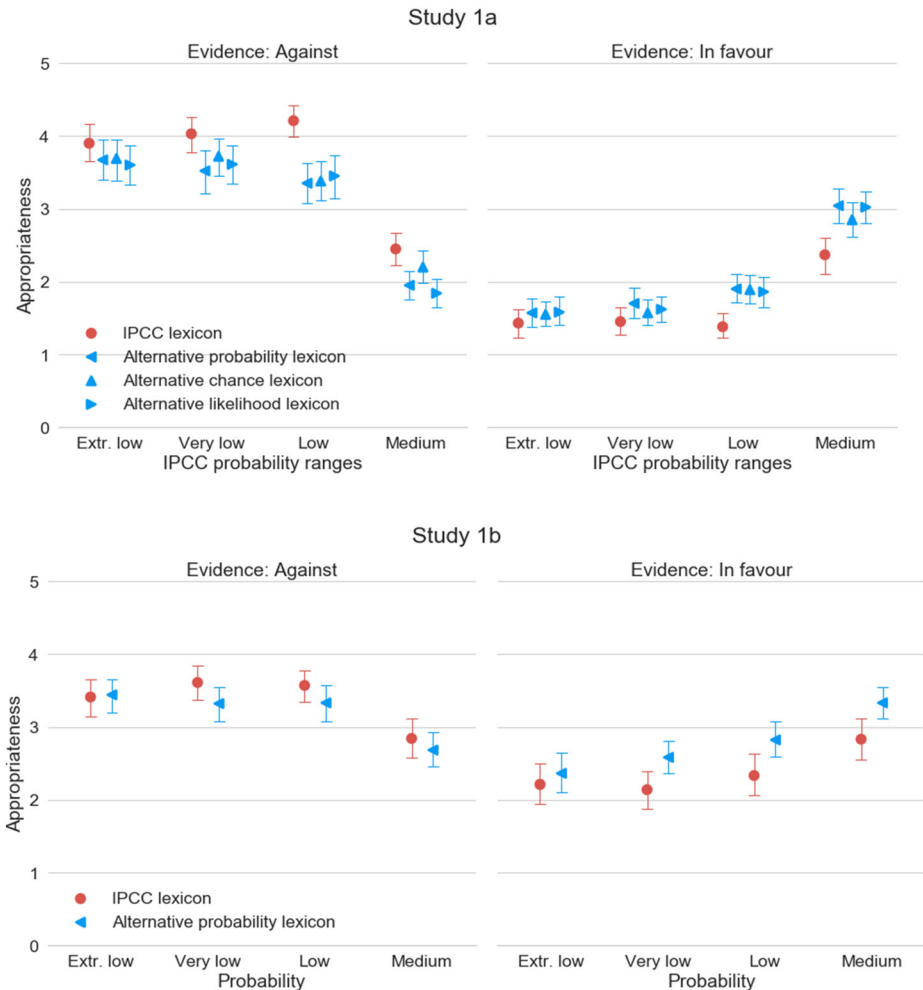 Study 1a
Evidence: Against
Evidence: In favour
5
4
3
2
1
0
Appropriateness
IPCC lexicon
Alternative probability lexicon
Alternative chance lexicon
Alternative likelihood lexicon
Extr. low Very low Low Medium
IPCC probability ranges
Extr. low Very low Low Medium
IPCC probability ranges
Study 1b
Evidence: Against
Evidence: In favour
5
4
3
2
1
0
Appropriateness
IPCC lexicon
Alternative probability lexicon
Extr. low Very low Low Medium
Probability
Extr. low Very low Low Medium
Probability